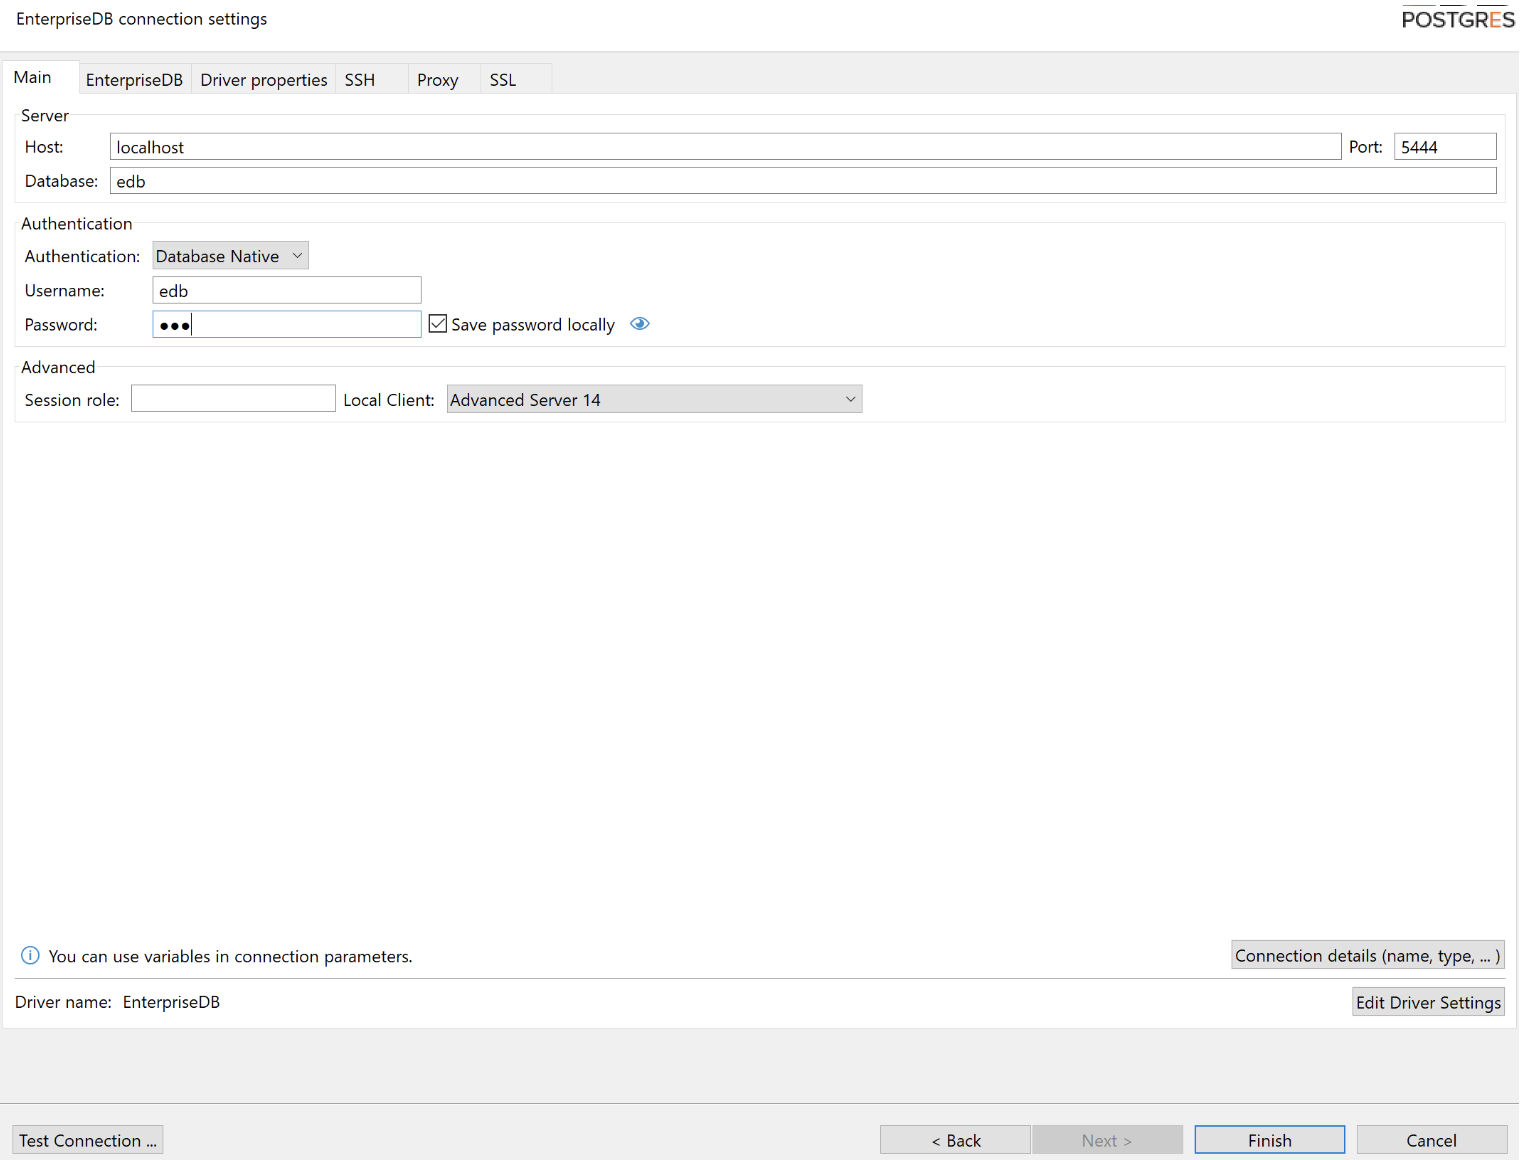 EnterpriseDB connection settings
POSTGRES
Main EnterpriseDB Driver properties SSH Proxy SSL
Server
Host: localhost Port: 5444
Database: edb
Authentication
Authentication: Database Native
Username: edb
Password: ●●● Save password locally
Advanced
Session role: Local Client: Advanced Server 14
You can use variables in connection parameters. Connection details (name, type, ... )
Driver name: EnterpriseDB Edit Driver Settings
Test Connection ... < Back Next > Finish Cancel